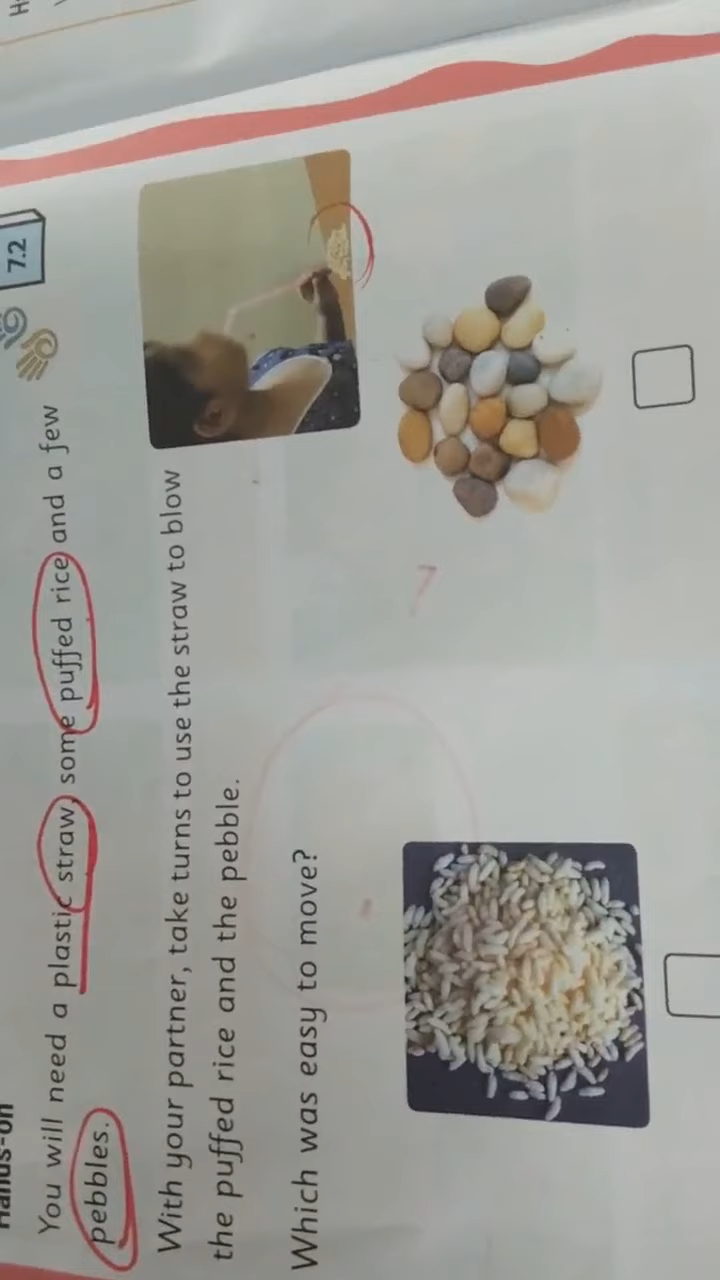 Hands-on
7.2
You will need a plastic straw, some puffed rice and a few
pebbles.
With your partner, take turns to use the straw to blow
the puffed rice and the pebble.
Which was easy to move?